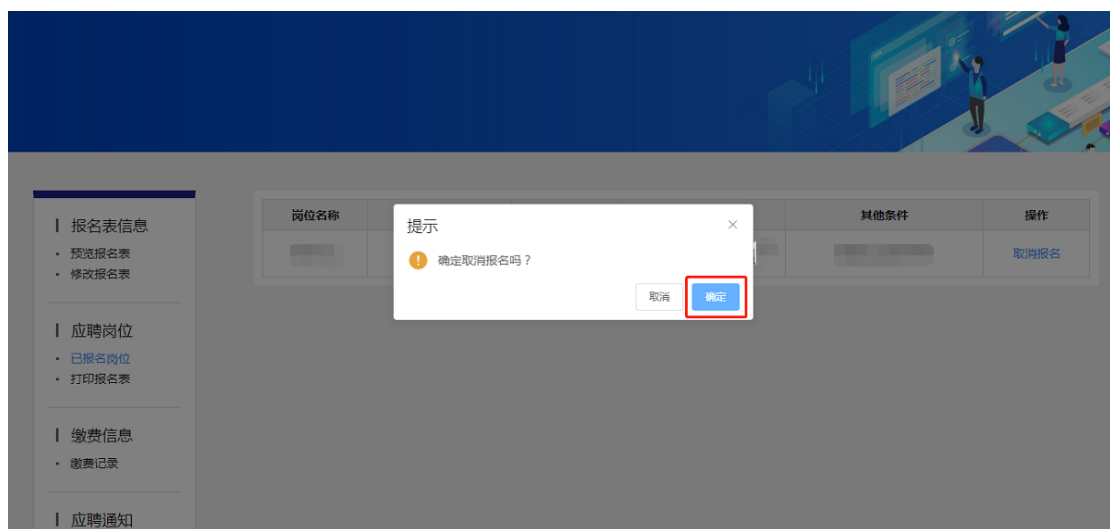 报名表信息
预览报名表
修改报名表
应聘岗位
已报名岗位
打印报名表
缴费信息
缴费记录
应聘通知
岗位名称
其他条件
操作
取消报名
提示
确定取消报名吗？
取消
确定